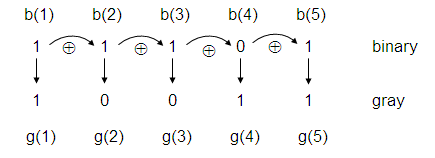 b(1) b(2) b(3) b(4) b(5)
1 ⊕ 1 ⊕ 1 ⊕ 0 ⊕ 1 binary
1 0 0 1 1 gray
g(1) g(2) g(3) g(4) g(5)